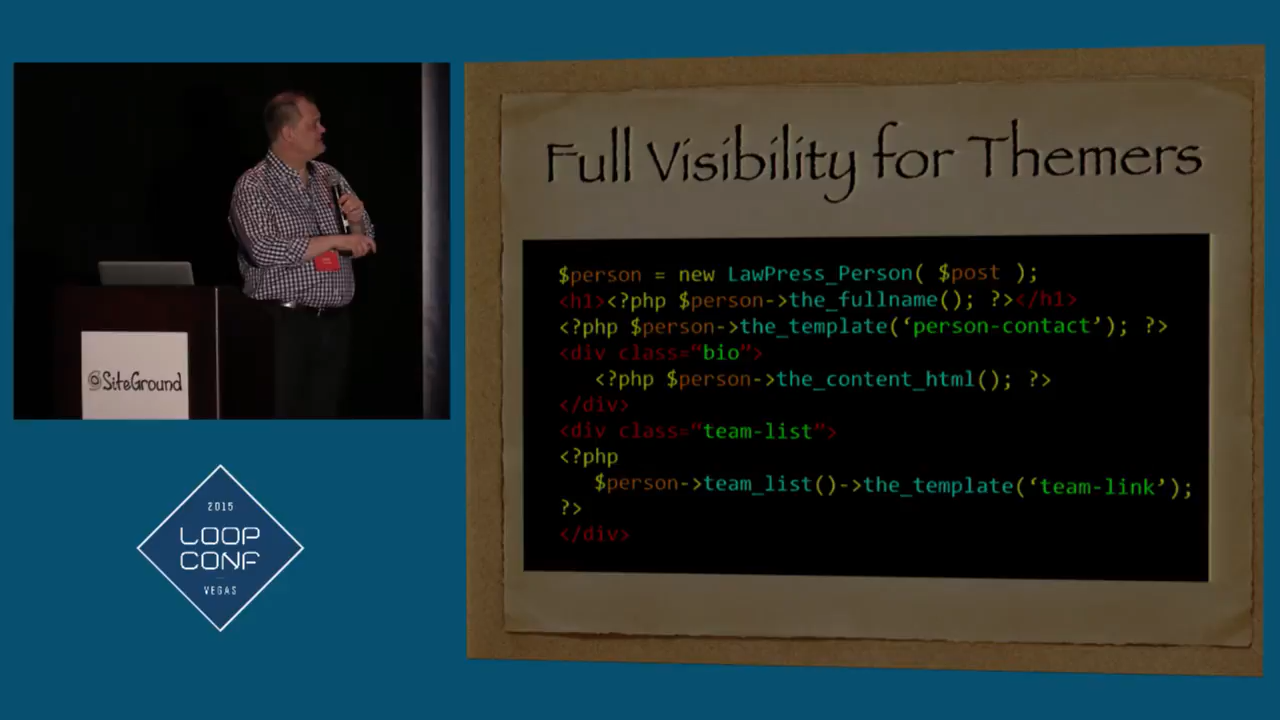 Full Visibility for Themers
$person = new LawPress_Person( $post );
<h1><?php $person->the_fullname(); ?></h1>
<?php $person->the_template(‘person-contact’); ?>
<div class=“bio”>
<?php $person->the_content_html(); ?>
</div>
<div class=“team-list”>
<?php
$person->team_list()->the_template(‘team-link’);
?>
</div>
@SiteGround
2015
LOOP
CONF
VEGAS